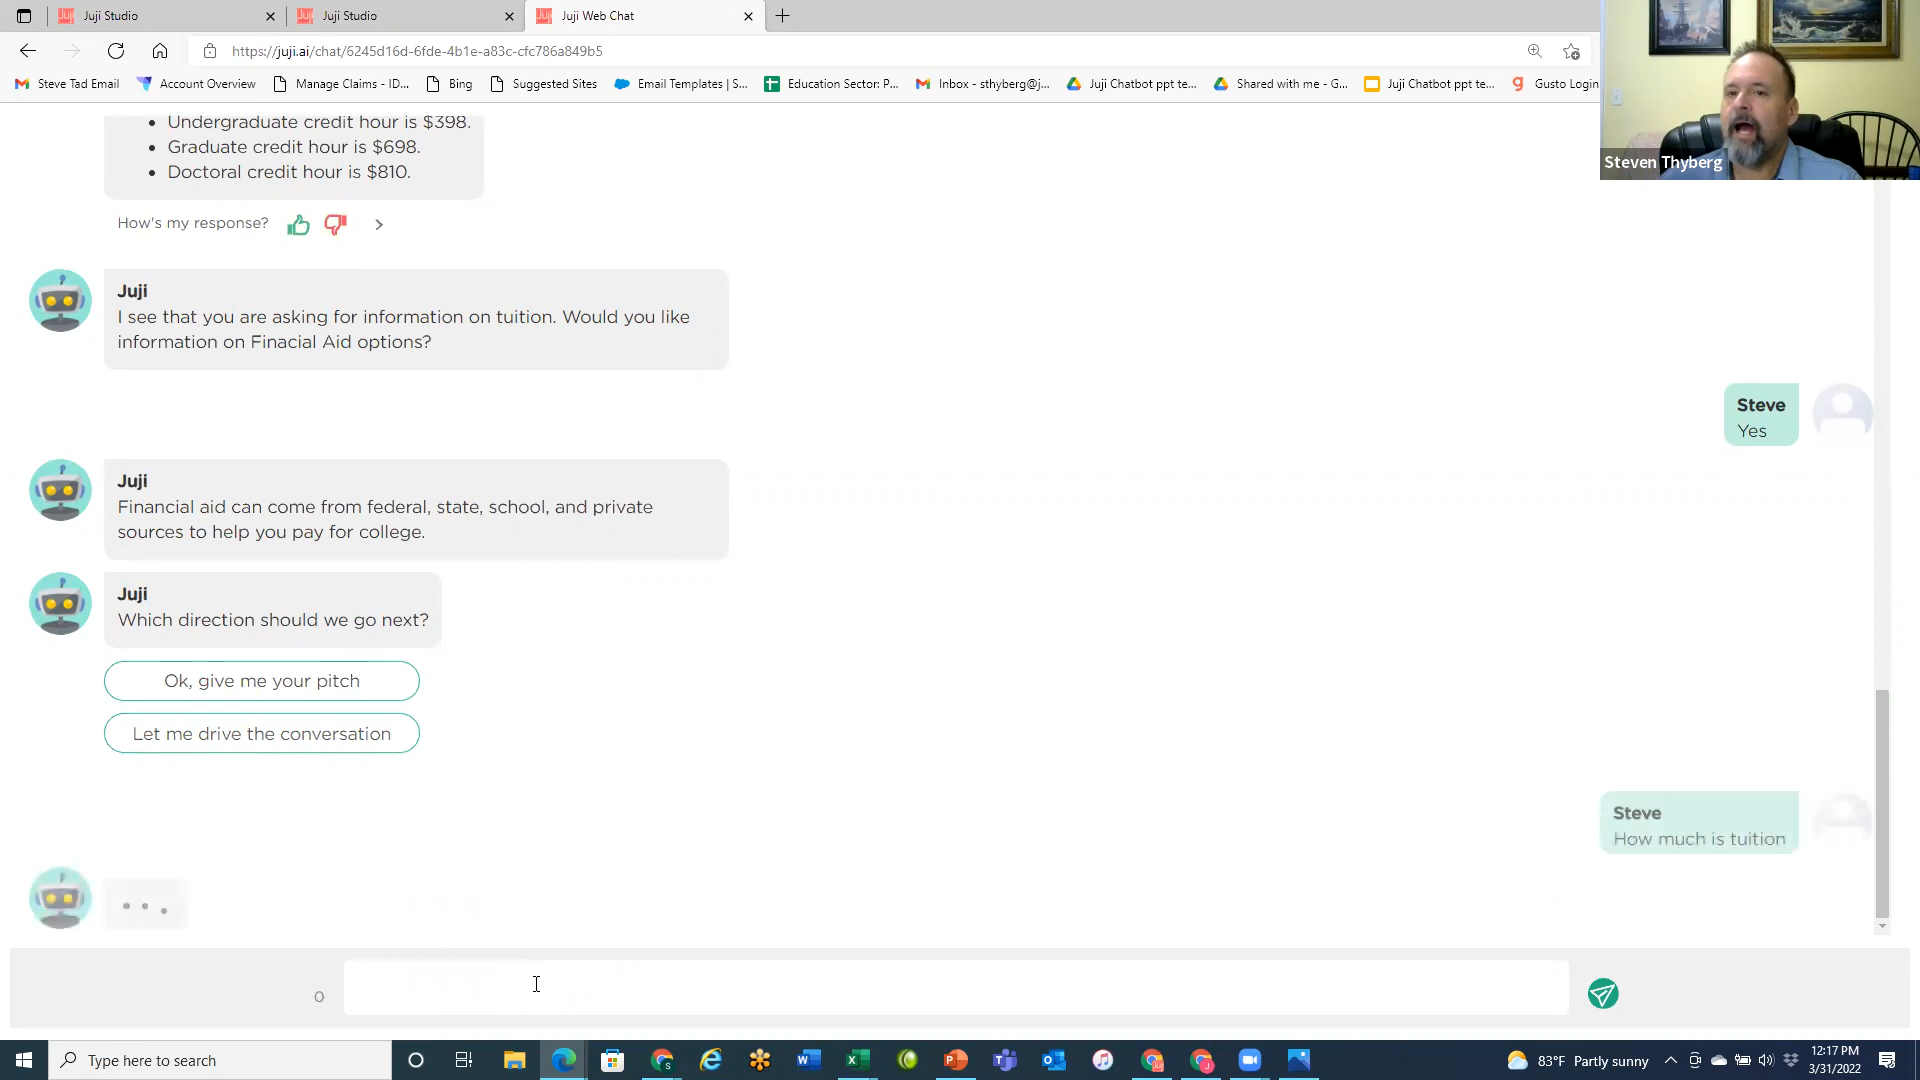 Juji Studio
Juji Studio
Juji Web Chat
https://juji.ai/chat/6245d16d-6fde-4b1e-a83c-cfc786a849b5
Steve Tad Email
Account Overview
Manage Claims - ID...
Bing
Suggested Sites
Email Templates | S...
Education Sector: P...
Inbox - sthyberg@j...
Juji Chatbot ppt te...
Shared with me - G...
Juji Chatbot ppt te...
Gusto Login
Steven Thyberg
Undergraduate credit hour is $398.
Graduate credit hour is $698.
Doctoral credit hour is $810.
How's my response?
Juji
I see that you are asking for information on tuition. Would you like
information on Finacial Aid options?
Steve
Yes
Juji
Financial aid can come from federal, state, school, and private
sources to help you pay for college.
Juji
Which direction should we go next?
Ok, give me your pitch
Let me drive the conversation
Steve
How much is tuition
0
Type here to search
83°F Partly sunny
12:17 PM
3/31/2022